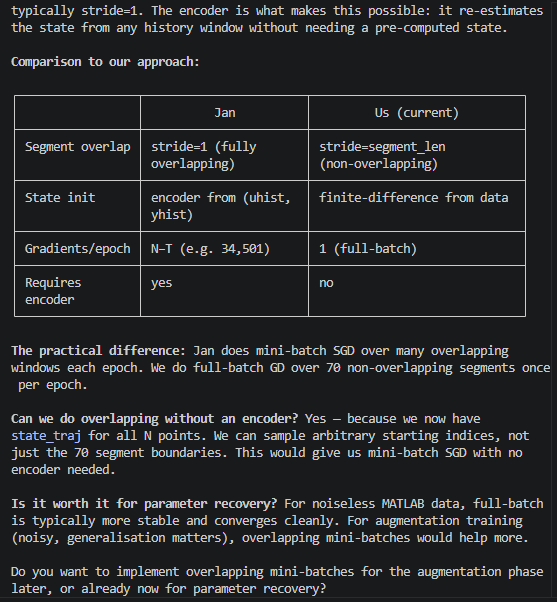 typically stride=1. The encoder is what makes this possible: it re-estimates
the state from any history window without needing a pre-computed state.
Comparison to our approach:
Jan Us (current)
Segment overlap stride=1 (fully stride=segment_len
overlapping) (non-overlapping)
State init encoder from (uhist, finite-difference from data
yhist)
Gradients/epoch N−T (e.g. 34,501) 1 (full-batch)
Requires yes no
encoder
The practical difference: Jan does mini-batch SGD over many overlapping
windows each epoch. We do full-batch GD over 70 non-overlapping segments once
per epoch.
Can we do overlapping without an encoder? Yes — because we now have
state_traj for all N points. We can sample arbitrary starting indices, not
just the 70 segment boundaries. This would give us mini-batch SGD with no
encoder needed.
Is it worth it for parameter recovery? For noiseless MATLAB data, full-batch
is typically more stable and converges cleanly. For augmentation training
(noisy, generalisation matters), overlapping mini-batches would help more.
Do you want to implement overlapping mini-batches for the augmentation phase
later, or already now for parameter recovery?